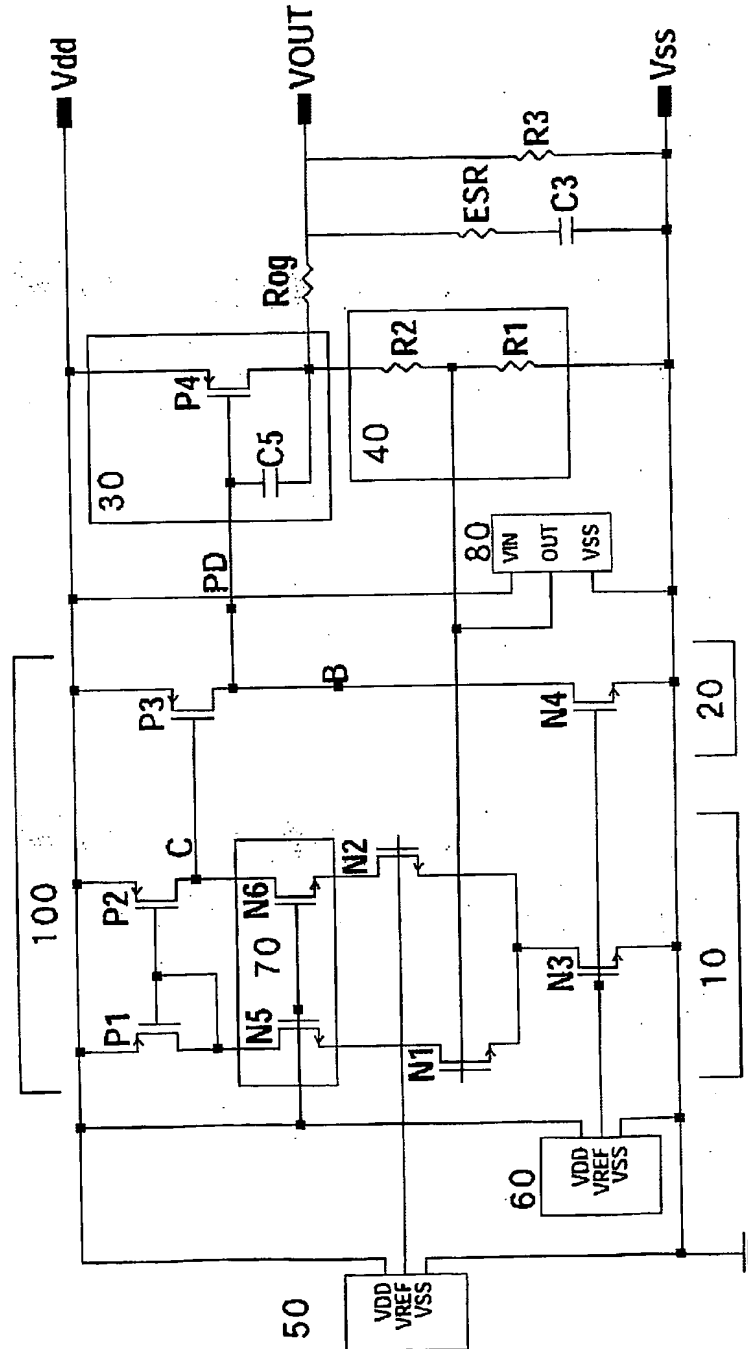 Vdd
VOUT
Vss
100
30
P4
C5
Rog
R3
ESR
C3
40
R2
R1
PD
80
VIN
OUT
VSS
P3
B
N4
20
C
P1
P2
N5
70
N6
N1
N2
N3
10
50
VDD
VREF
VSS
60
VDD
VREF
VSS